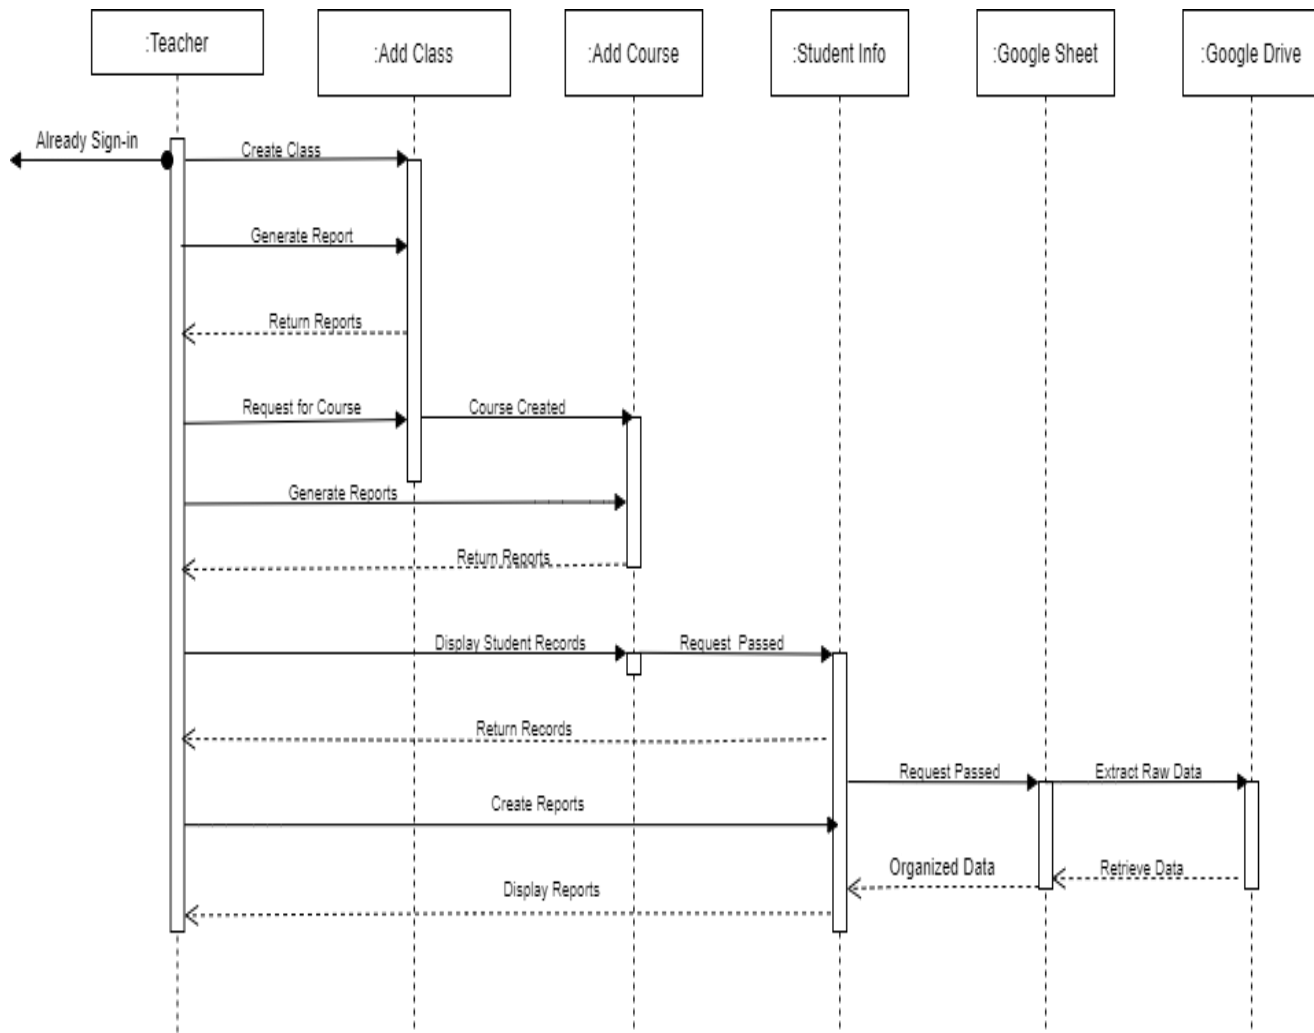 :Teacher
:Add Class
:Add Course
:Student Info
:Google Sheet
:Google Drive
Already Sign-in
Create Class
Generate Report
Return Reports
Request for Course
Course Created
Generate Reports
Return Reports
Display Student Records
Request Passed
Return Records
Request Passed
Extract Raw Data
Create Reports
Organized Data
Retrieve Data
Display Reports